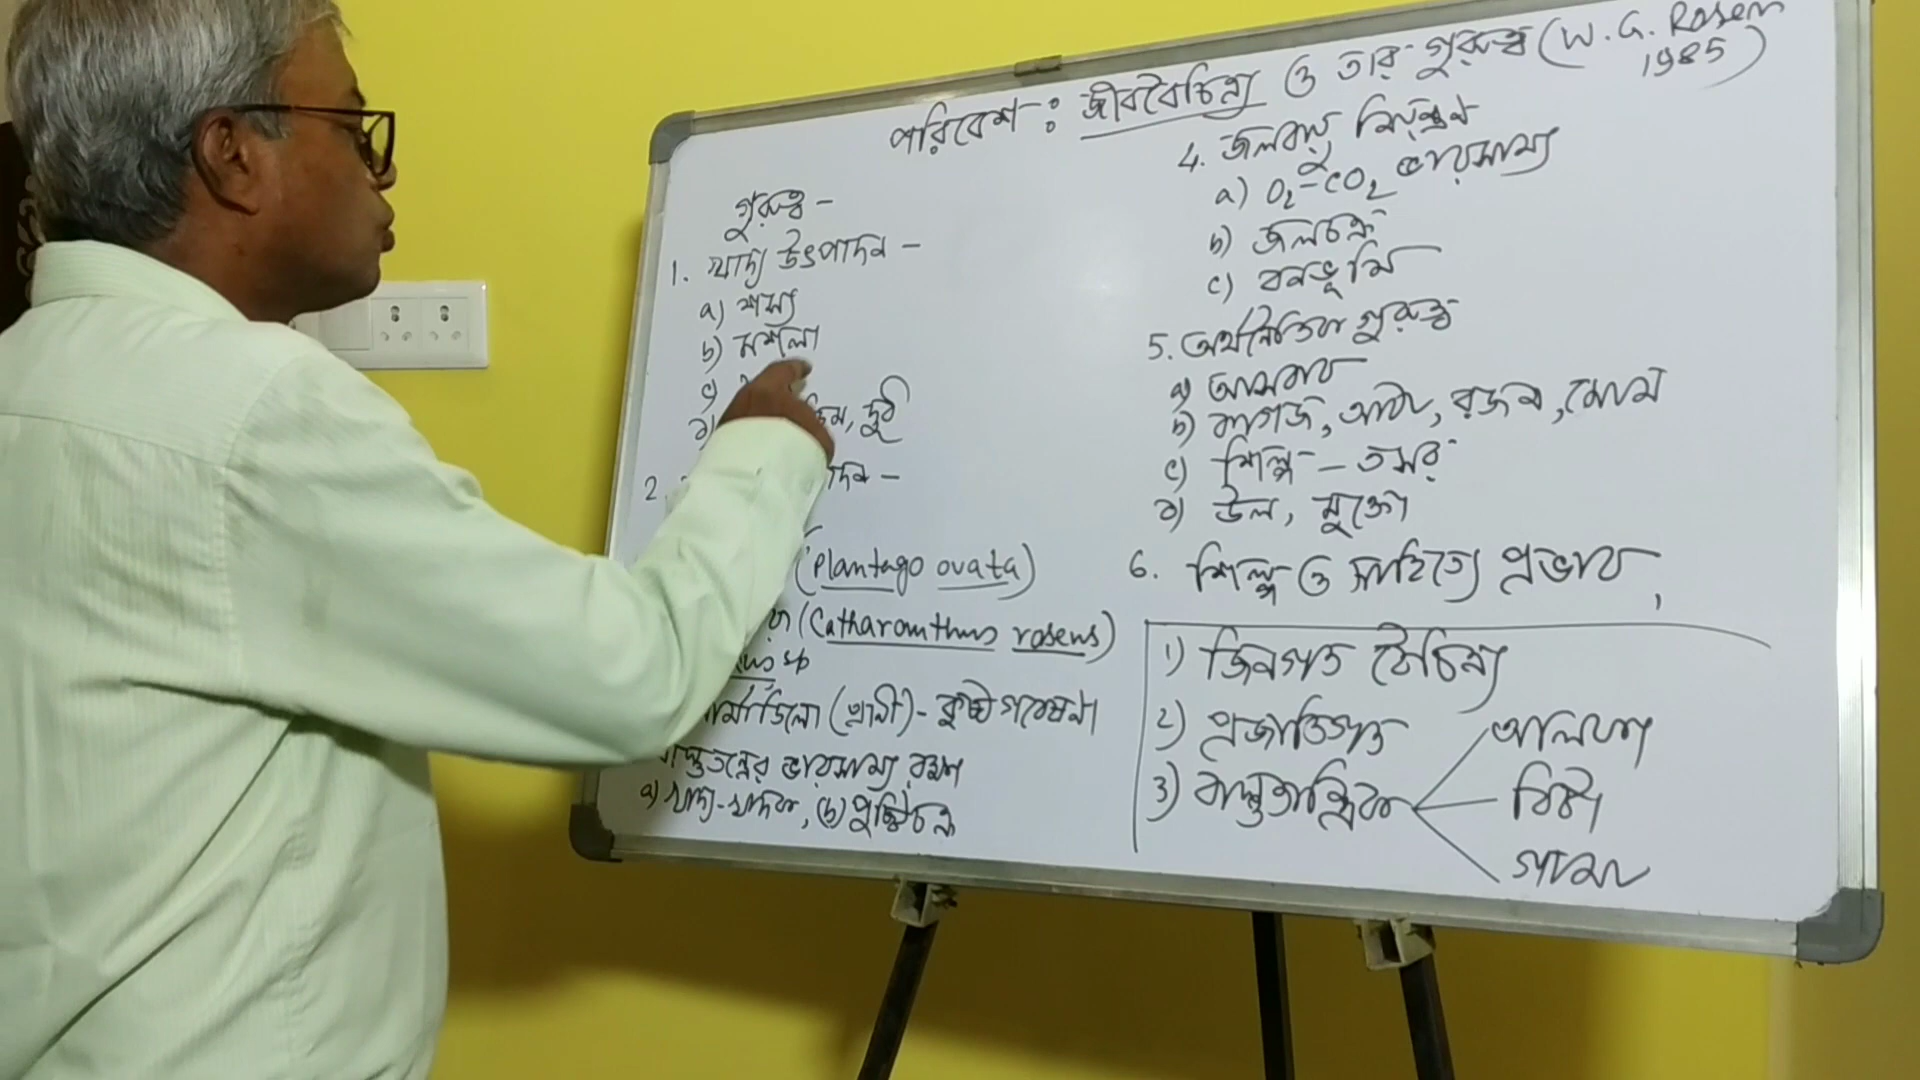 পরিবেশ : জীববৈচিত্র্য ও তার গুরুত্ব (W. G. Rosen
1985)
গুরুত্ব -
1. খাদ্য উৎপাদন -
a) শস্য
b) মশলা
c)
d) ডিম, দুধ
2. -
(Plantago ovata)
(Catharanthus roseus)
sp
আর্মাডিলো (প্রাণী) - কুষ্ঠ গবেষণা
বাস্তুতন্ত্রের ভারসাম্য রক্ষা
a) খাদ্য-খাদক, (b) পুষ্টিচক্র
4. জলবায়ু নিয়ন্ত্রণ
a) O2-CO2 ভারসাম্য
b) জলচক্র
c) বনভূমি
5. অর্থনৈতিক গুরুত্ব
a) আসবাব
b) কাগজ, আঠা, রজন, মোম
c) শিল্প - তসর
d) উল, মুক্তো
6. শিল্প ও সাহিত্যে প্রভাব,
1) জিনগত বৈচিত্র্য
2) প্রজাতিগত
3) বাস্তুতান্ত্রিক
আলফা
বিটা
গামা